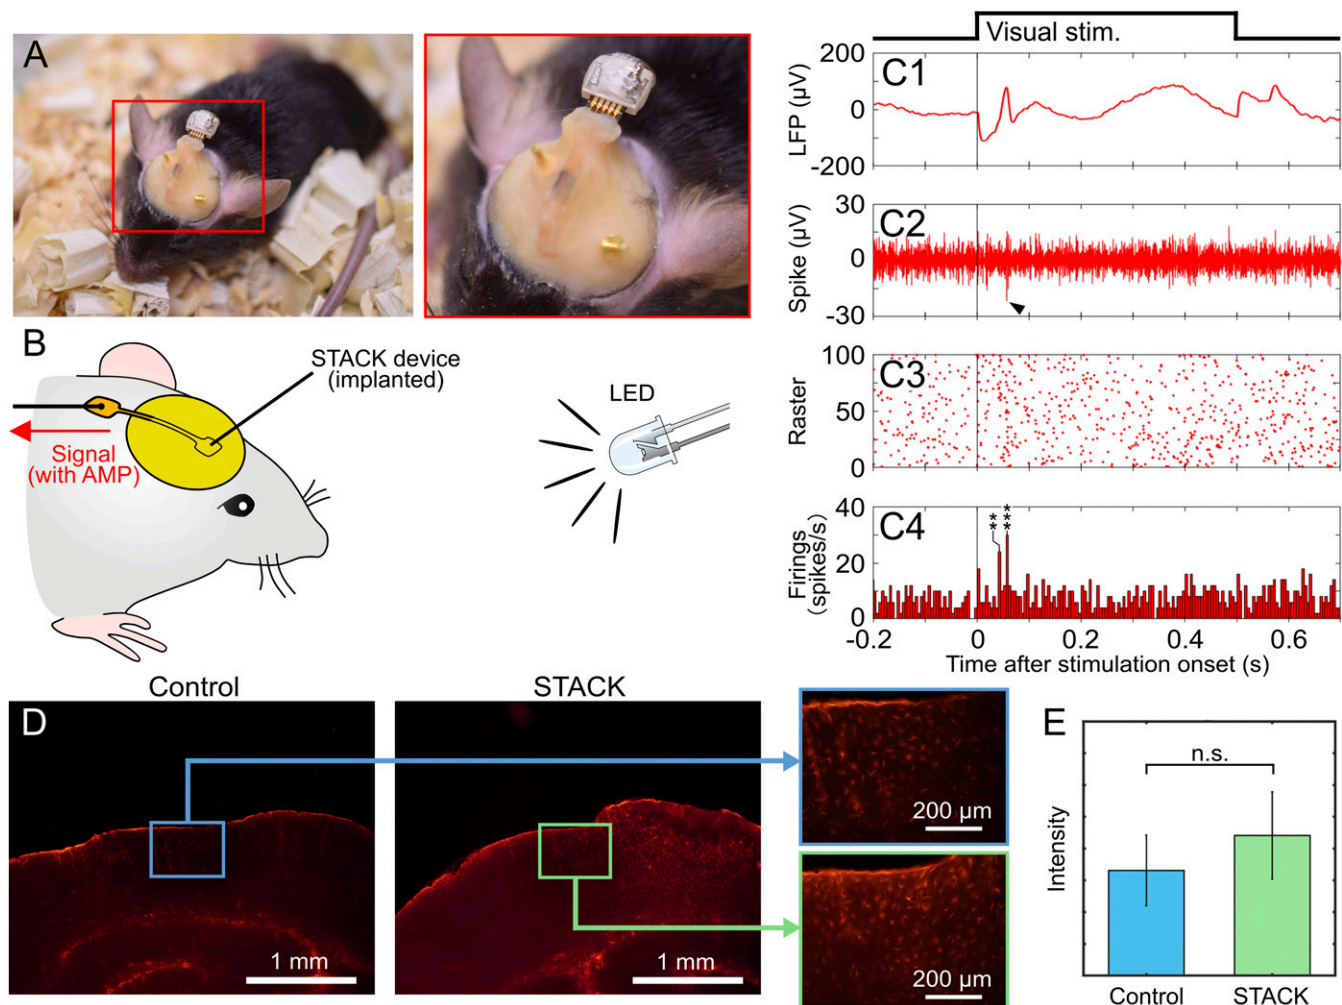 A
B
STACK device
(implanted)
Signal
(with AMP)
LED
Visual stim.
C1
LFP (µV)
200
0
-200
C2
Spike (µV)
30
0
-30
C3
Raster
100
50
0
C4
Firings
(spikes/s)
40
20
0
**
***
-0.2
0
0.2
0.4
0.6
Time after stimulation onset (s)
Control
STACK
D
1 mm
1 mm
200 µm
200 µm
E
Intensity
n.s.
Control
STACK